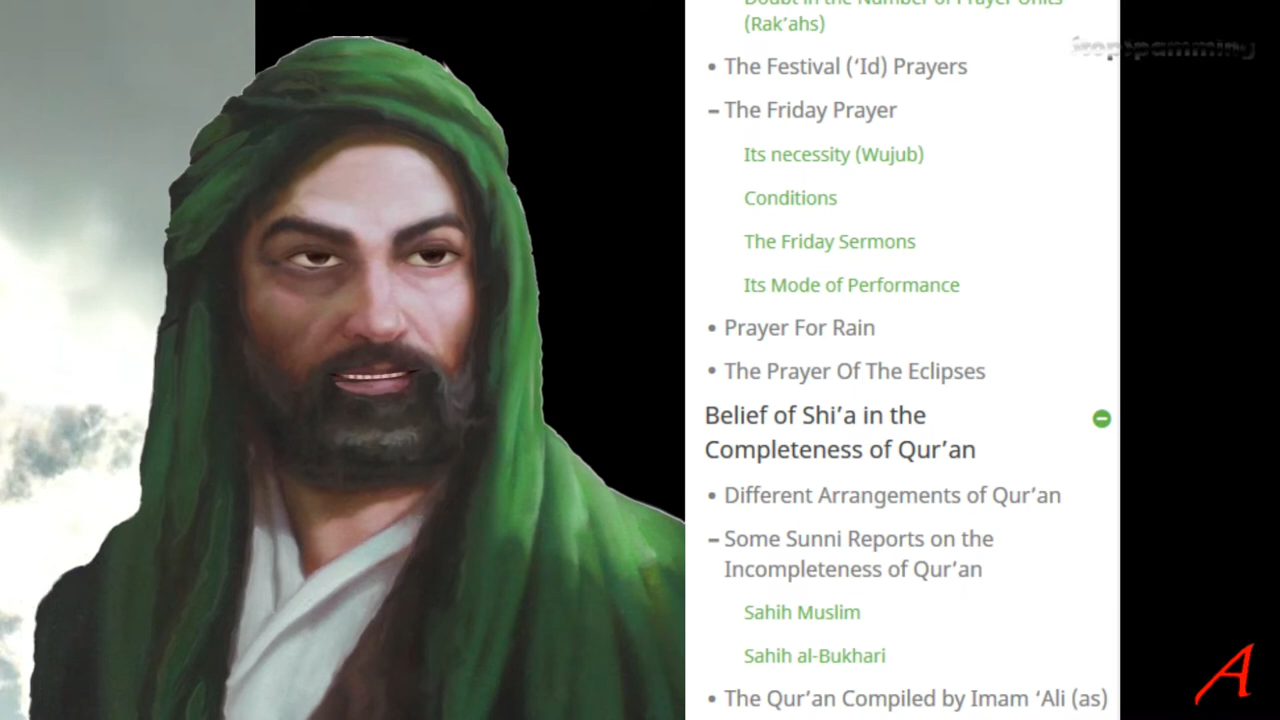 (Rak’ahs)
• The Festival (‘Id) Prayers
– The Friday Prayer
Its necessity (Wujub)
Conditions
The Friday Sermons
Its Mode of Performance
• Prayer For Rain
• The Prayer Of The Eclipses
Belief of Shi’a in the
Completeness of Qur’an
• Different Arrangements of Qur’an
– Some Sunni Reports on the
Incompleteness of Qur’an
Sahih Muslim
Sahih al-Bukhari
• The Qur’an Compiled by Imam ‘Ali (as)
A